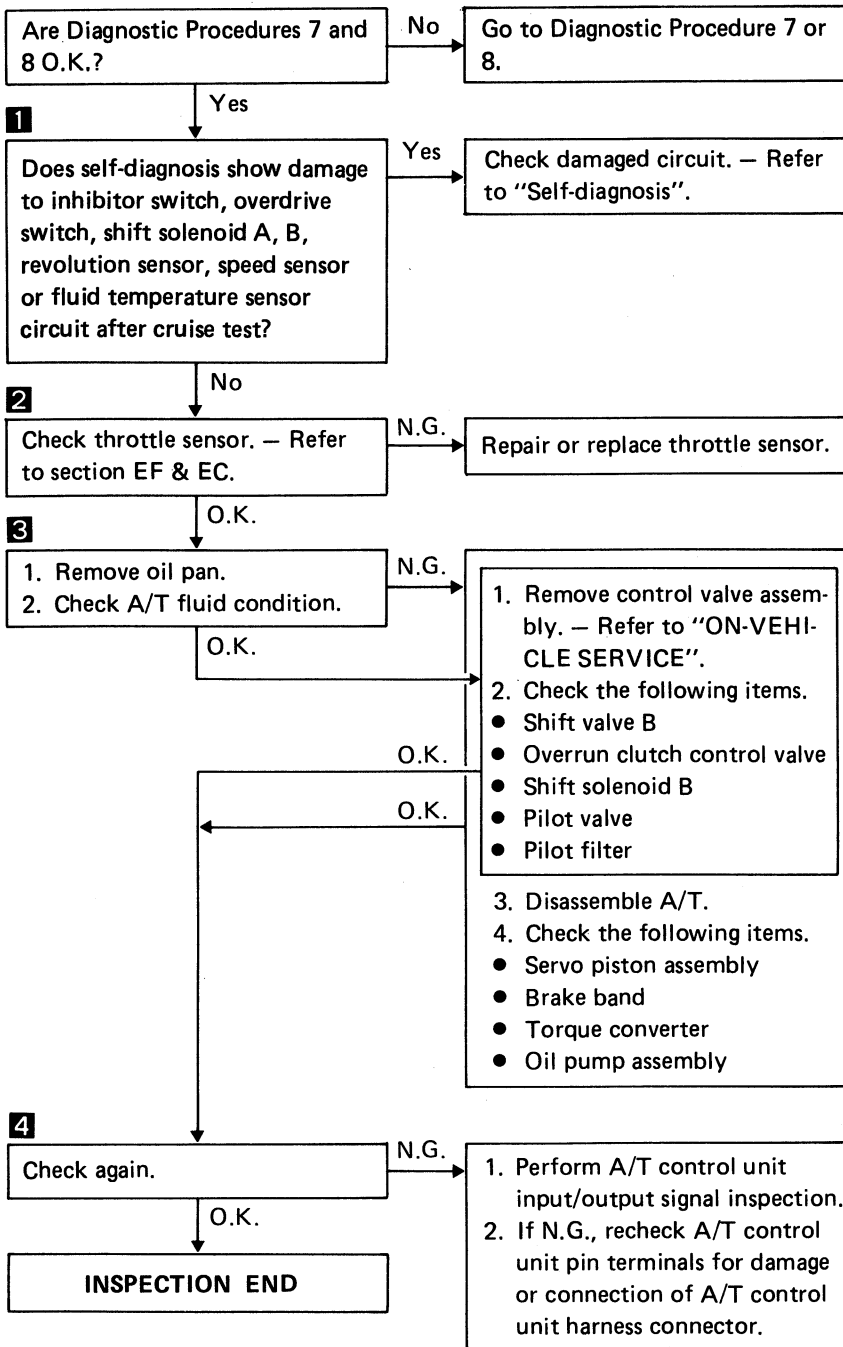 Are Diagnostic Procedures 7 and
8 O.K.?
No
Go to Diagnostic Procedure 7 or
8.
Yes
1
Does self-diagnosis show damage
to inhibitor switch, overdrive
switch, shift solenoid A, B,
revolution sensor, speed sensor
or fluid temperature sensor
circuit after cruise test?
Yes
Check damaged circuit. — Refer
to "Self-diagnosis".
No
2
Check throttle sensor. — Refer
to section EF & EC.
N.G.
Repair or replace throttle sensor.
O.K.
3
1. Remove oil pan.
2. Check A/T fluid condition.
N.G.
O.K.
1. Remove control valve assem-
bly. — Refer to "ON-VEHI-
CLE SERVICE".
2. Check the following items.
● Shift valve B
● Overrun clutch control valve
● Shift solenoid B
● Pilot valve
● Pilot filter
O.K.
O.K.
3. Disassemble A/T.
4. Check the following items.
● Servo piston assembly
● Brake band
● Torque converter
● Oil pump assembly
4
Check again.
N.G.
1. Perform A/T control unit
input/output signal inspection.
2. If N.G., recheck A/T control
unit pin terminals for damage
or connection of A/T control
unit harness connector.
O.K.
INSPECTION END